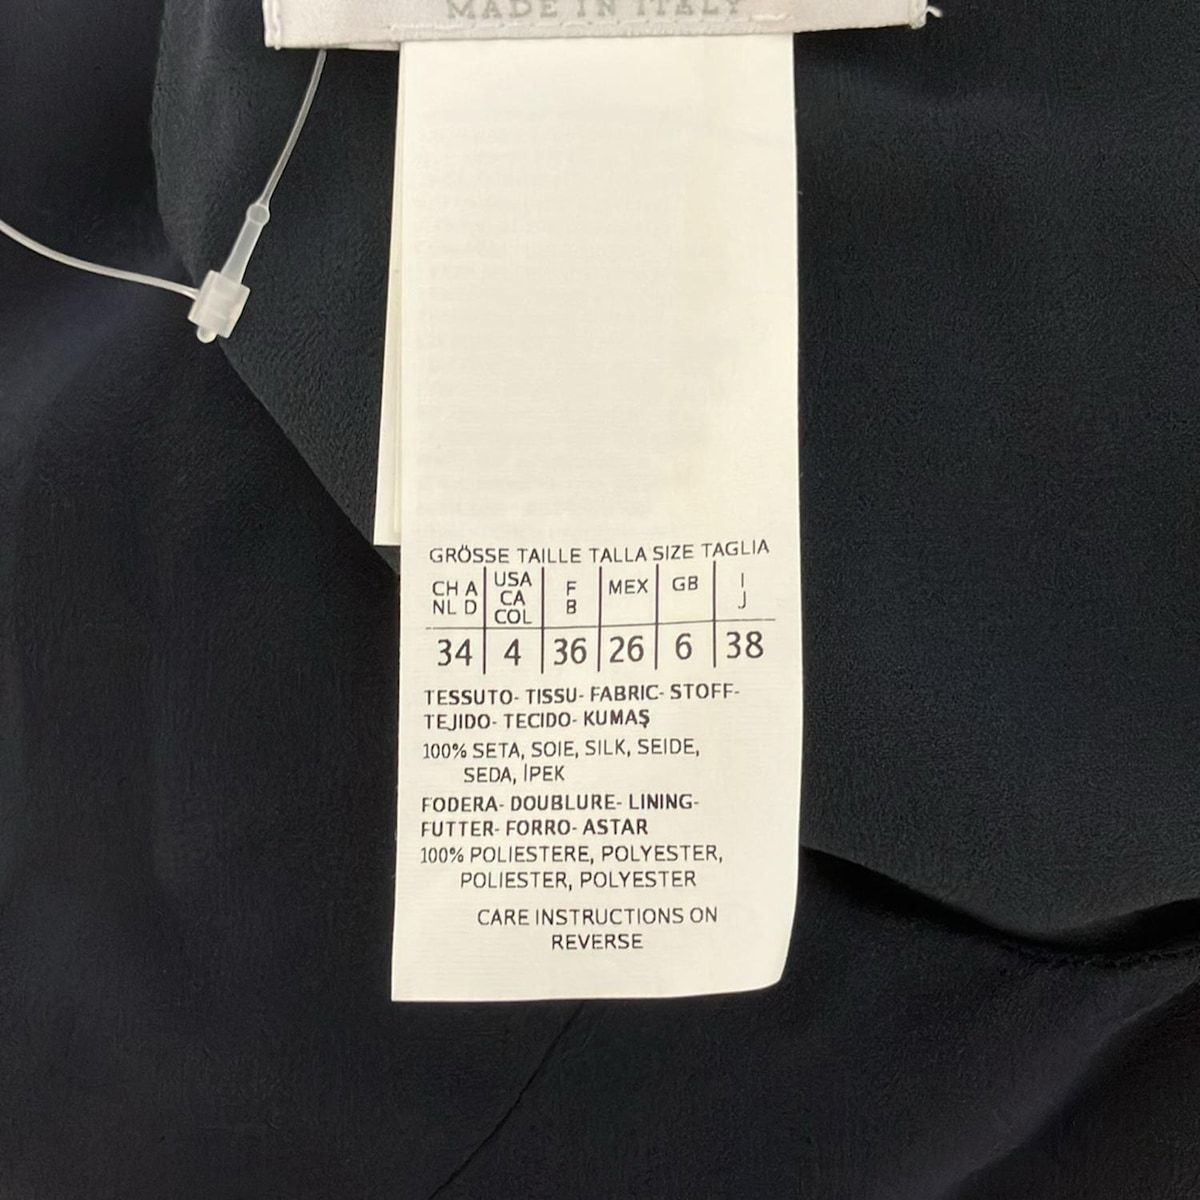 MADE IN ITALY
GRÖSSE TAILLE TALLA SIZE TAGLIA
CH A USA F MEX GB I
NL D CA B J
COL
34 4 36 26 6 38
TESSUTO- TISSU- FABRIC- STOFF-
TEJIDO- TECIDO- KUMAŞ
100% SETA, SOIE, SILK, SEIDE,
SEDA, İPEK
FODERA- DOUBLURE- LINING-
FUTTER- FORRO- ASTAR
100% POLIESTERE, POLYESTER,
POLIESTER, POLYESTER
CARE INSTRUCTIONS ON
REVERSE